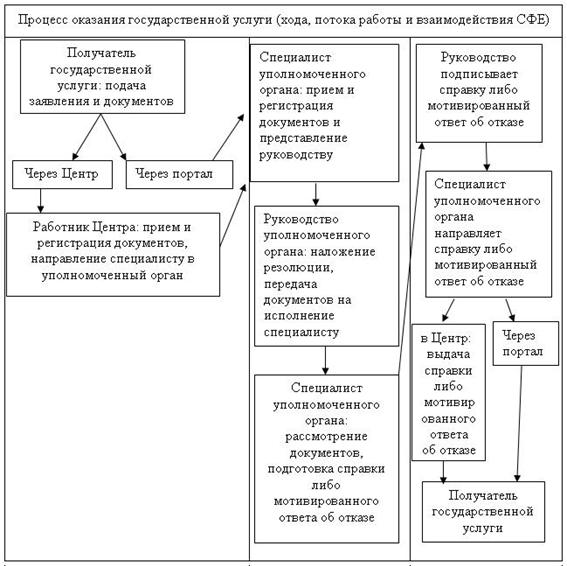 Процесс оказания государственной услуги (хода, потока работы и взаимодействия СФЕ)
Получатель
государственной
услуги: подача
заявления и документов
Через Центр
Через портал
Работник Центра: прием и
регистрация документов,
направление специалисту в
уполномоченный орган
Специалист
уполномоченного
органа: прием и
регистрация
документов и
представление
руководству
Руководство
уполномоченного
органа: наложение
резолюции,
передача
документов на
исполнение
специалисту
Специалист
уполномоченного
органа:
рассмотрение
документов,
подготовка справки
либо
мотивированного
ответа об отказе
Руководство
подписывает
справку либо
мотивированный
ответ об отказе
Специалист
уполномоченного
органа
направляет
справку либо
мотивированный
ответ об отказе
в Центр:
выдача
справки
либо
мотивир
ованного
ответа
об отказе
Через
портал
Получатель
государственной
услуги